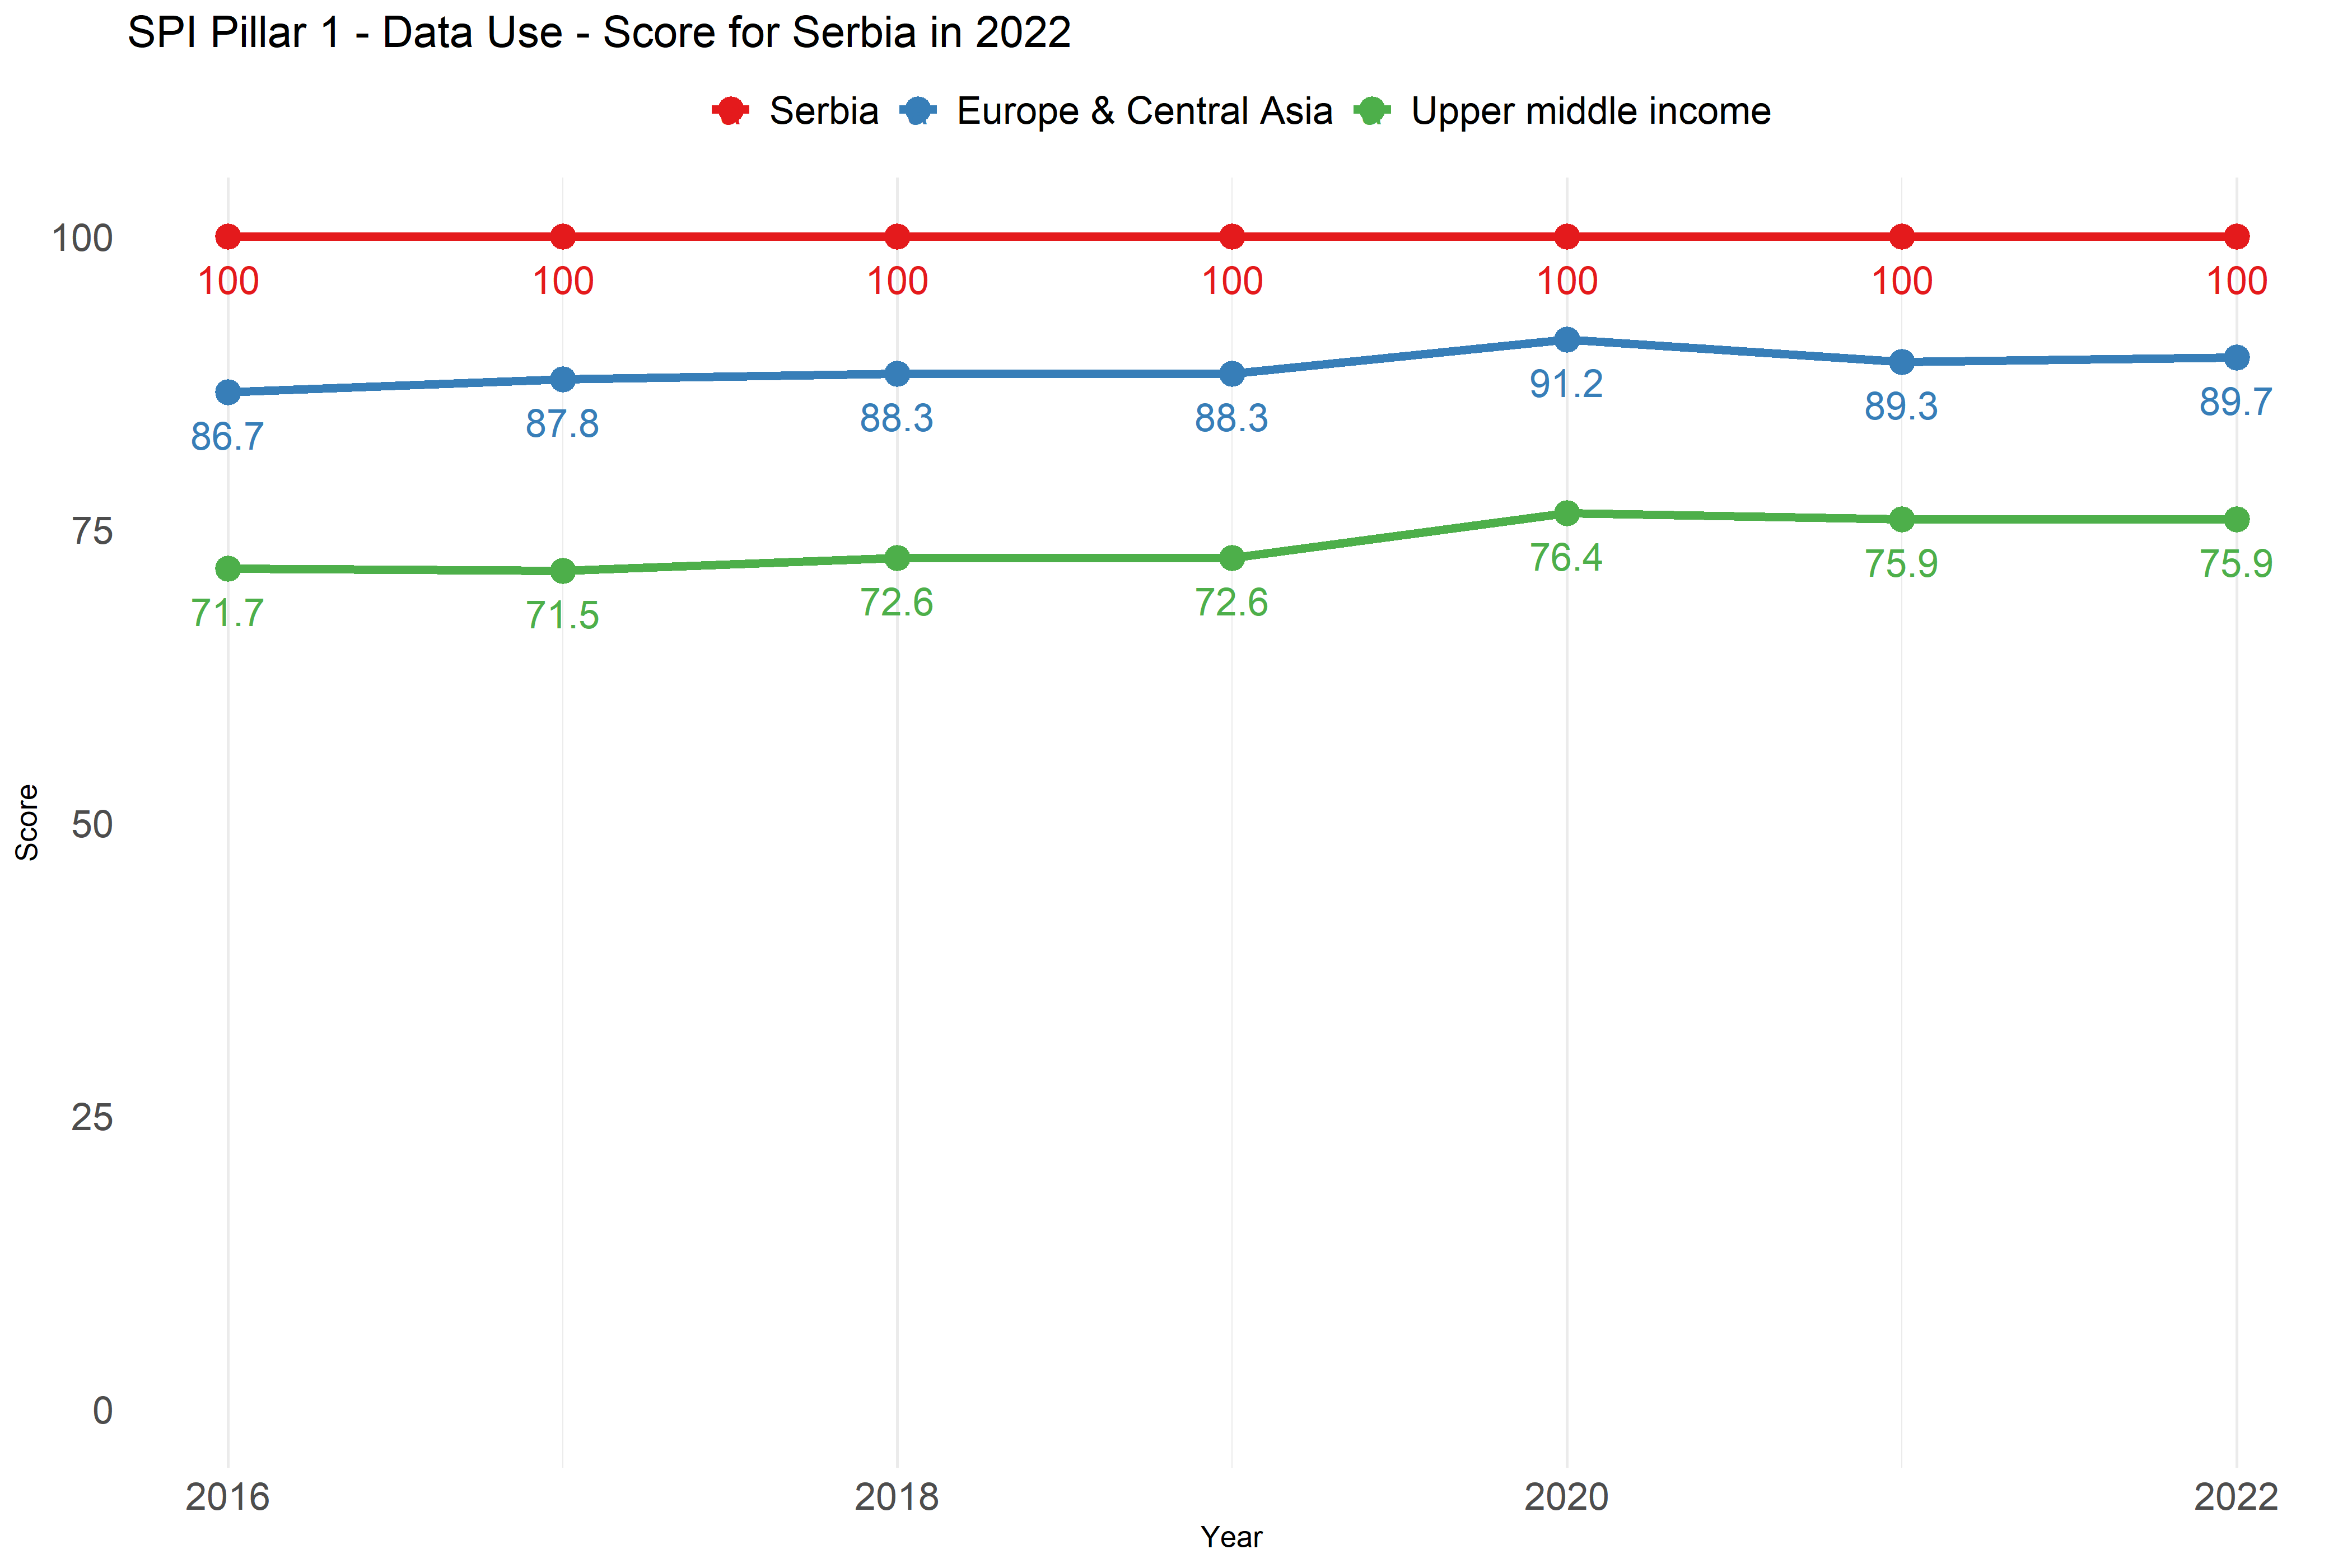 SPI Pillar 1 - Data Use - Score for Serbia in 2022
Serbia Europe & Central Asia Upper middle income
100
100 100 100 100 100 100 100
86.7 87.8 88.3 88.3 91.2 89.3 89.7
75
71.7 71.5 72.6 72.6 76.4 75.9 75.9
50
Score
25
0
2016 2018 2020 2022
Year